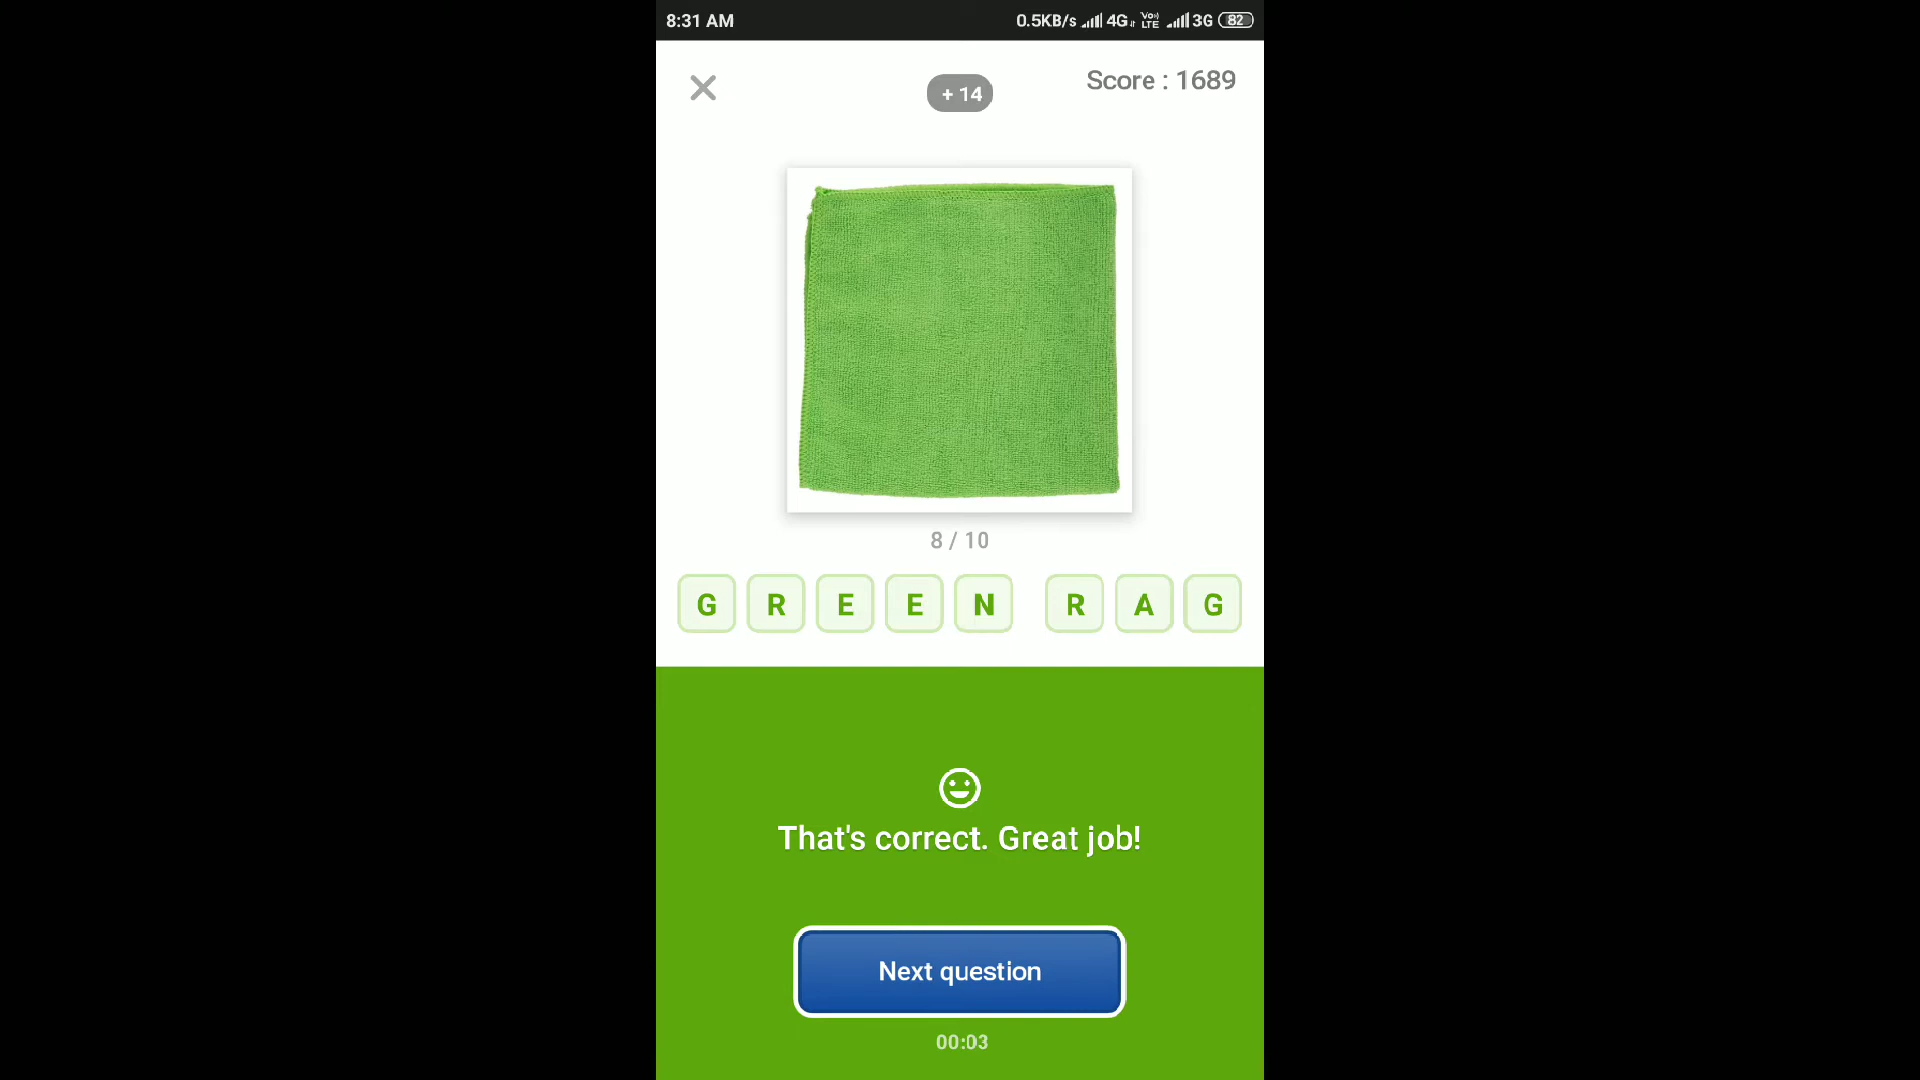 8:31 AM 0.5KB/s 4G VoLTE 3G 82
+ 14
Score : 1689
8 / 10
G R E E N R A G
That's correct. Great job!
Next question
00:03